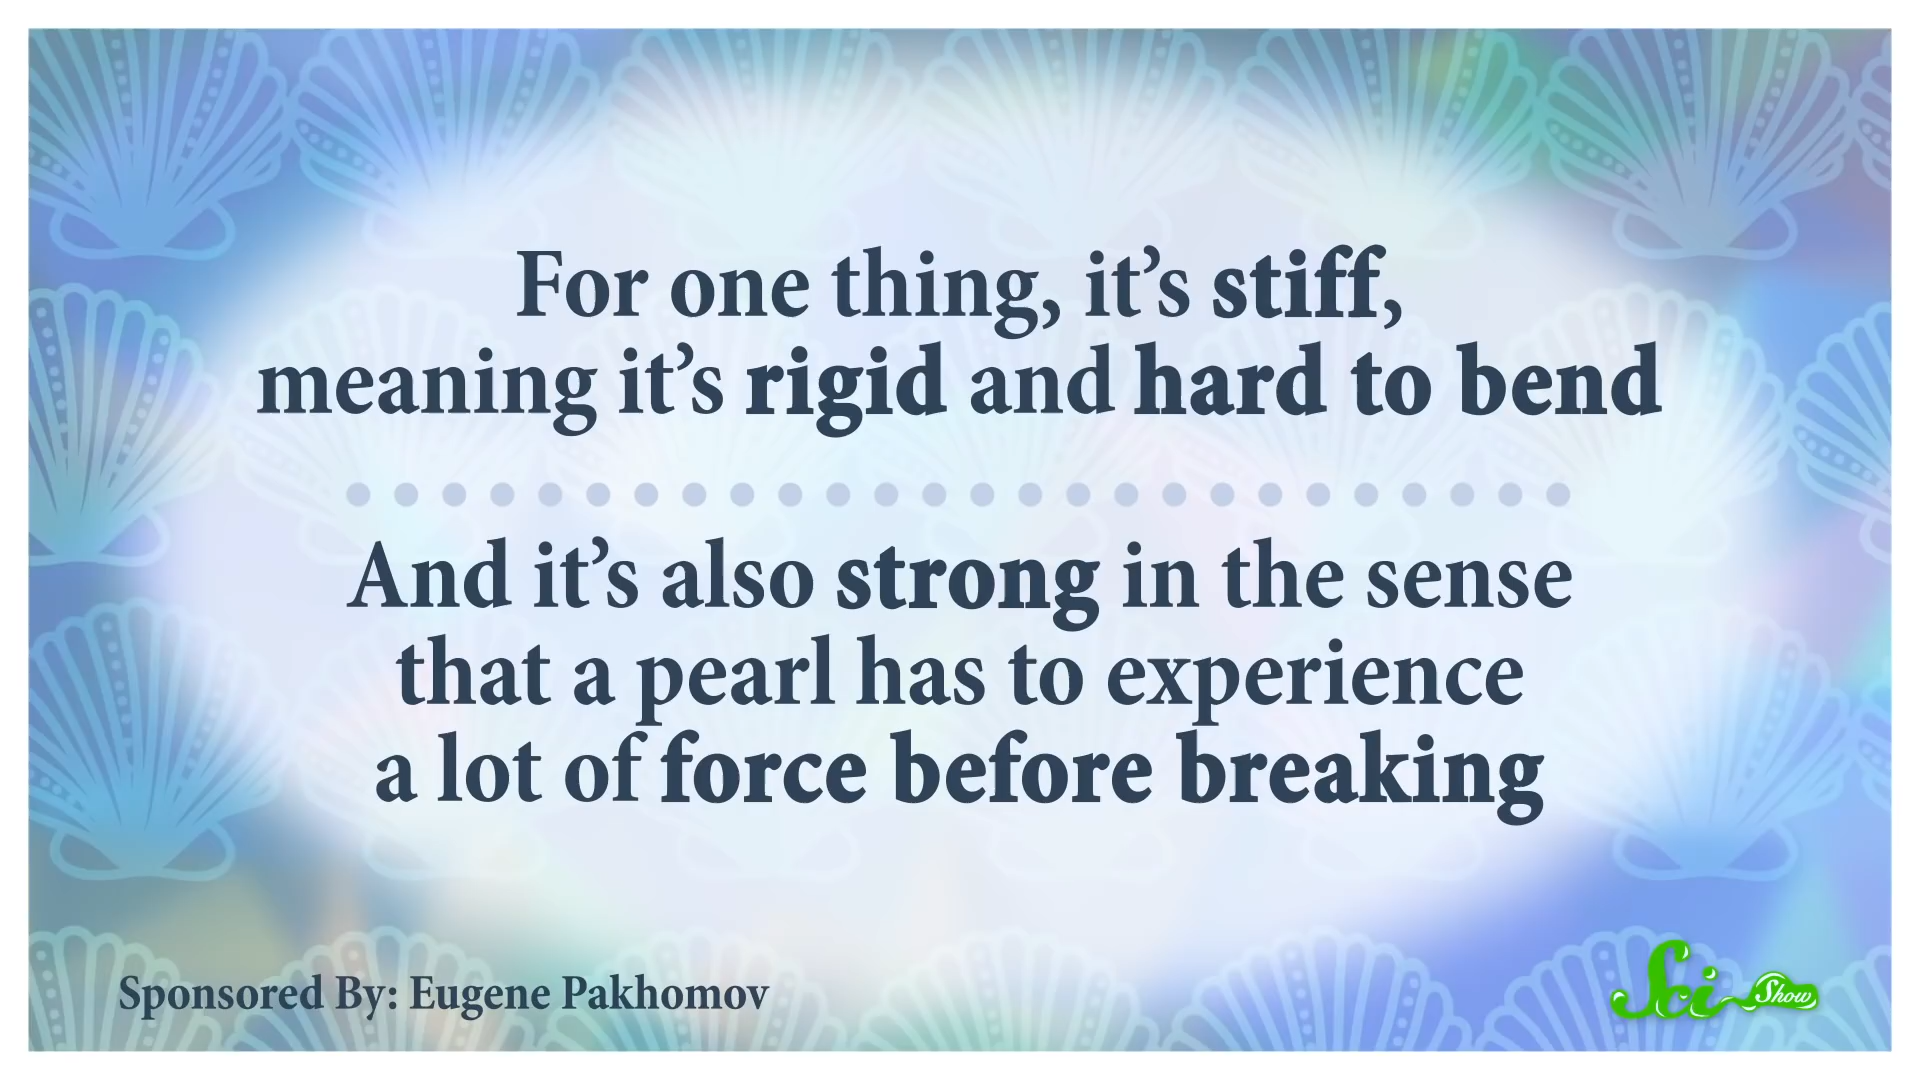 For one thing, it’s stiff,
meaning it’s rigid and hard to bend
And it’s also strong in the sense
that a pearl has to experience
a lot of force before breaking
Sponsored By: Eugene Pakhomov
Sci Show